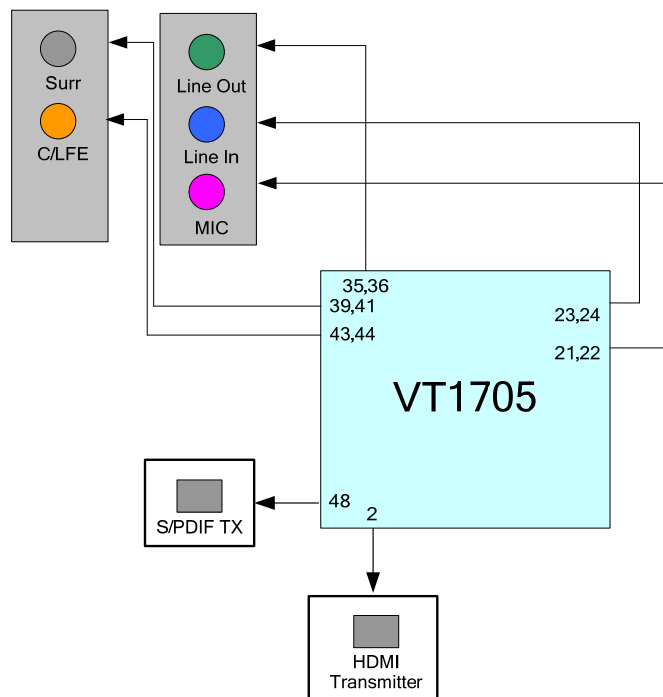 Surr
C/LFE
Line Out
Line In
MIC
35,36
39,41
43,44
23,24
21,22
VT1705
48
2
S/PDIF TX
HDMI
Transmitter